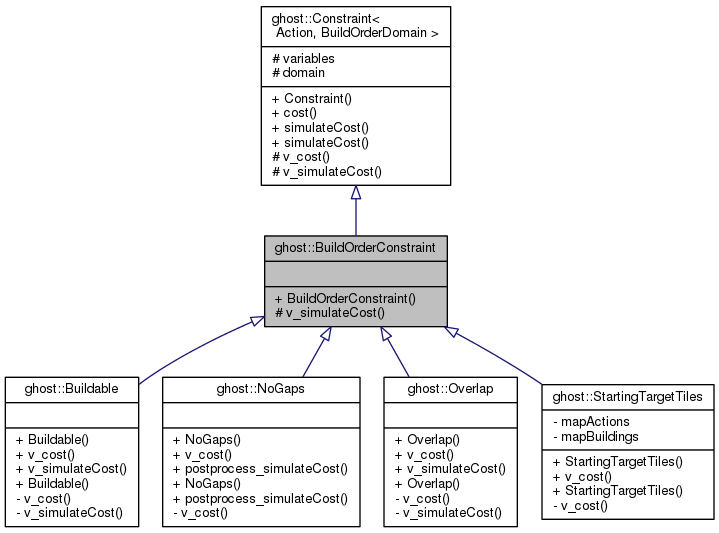 ghost::Constraint<
Action, BuildOrderDomain >
# variables
# domain
+ Constraint()
+ cost()
+ simulateCost()
+ simulateCost()
# v_cost()
# v_simulateCost()
ghost::BuildOrderConstraint
+ BuildOrderConstraint()
# v_simulateCost()
ghost::Buildable
+ Buildable()
+ v_cost()
+ v_simulateCost()
+ Buildable()
- v_cost()
- v_simulateCost()
ghost::NoGaps
+ NoGaps()
+ v_cost()
+ postprocess_simulateCost()
+ NoGaps()
+ postprocess_simulateCost()
- v_cost()
ghost::Overlap
+ Overlap()
+ v_cost()
+ v_simulateCost()
+ Overlap()
- v_cost()
- v_simulateCost()
ghost::StartingTargetTiles
- mapActions
- mapBuildings
+ StartingTargetTiles()
+ v_cost()
+ StartingTargetTiles()
- v_cost()